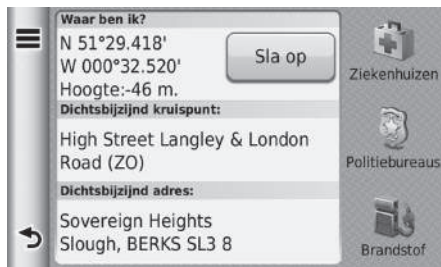 Waar ben ik?
N 51°29.418'
W 000°32.520'
Hoogte:-46 m.
Sla op
Dichtsbijzijnd kruispunt:
High Street Langley & London
Road (ZO)
Dichtsbijzijnd adres:
Sovereign Heights
Slough, BERKS SL3 8
Ziekenhuizen
Politiebureaus
Brandstof